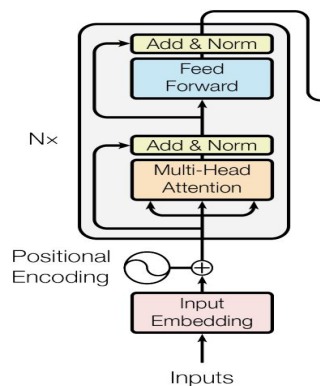 Add & Norm
Feed
Forward
Nx
Add & Norm
Multi-Head
Attention
Positional
Encoding
Input
Embedding
Inputs